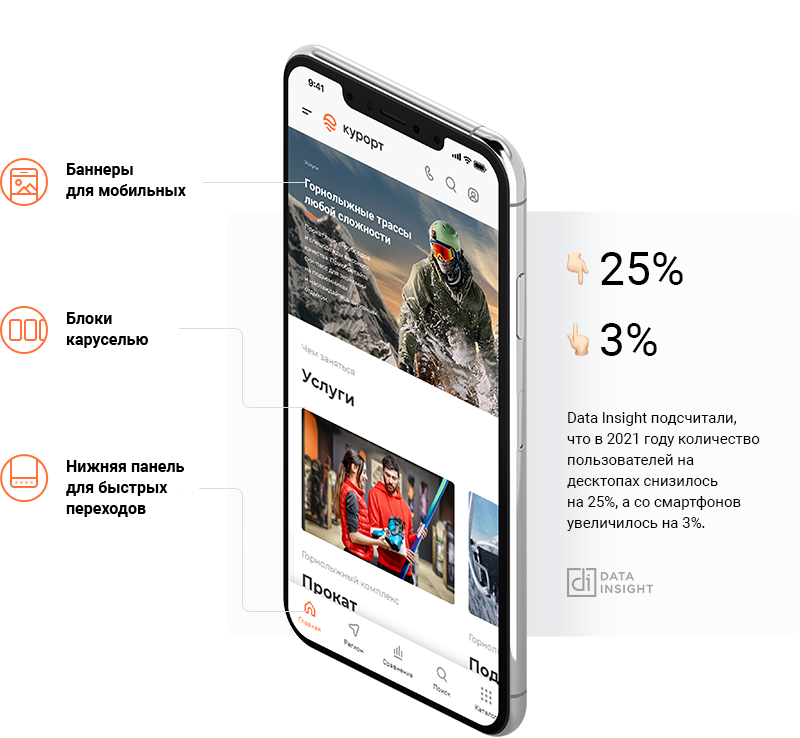 Баннеры
для мобильных
Блоки
каруселью
Нижняя панель
для быстрых
переходов
9:41
курорт
Услуги
Горнолыжные трассы
любой сложности
Чем заняться
Услуги
Горнолыжный комплекс
Прокат
Горнол
Под
Главная
Регион
Сравнение
Поиск
Каталог
25%
3%
Data Insight подсчитали,
что в 2021 году количество
пользователей на
десктопах снизилось
на 25%, а со смартфонов
увеличилось на 3%.
di DATA
INSIGHT